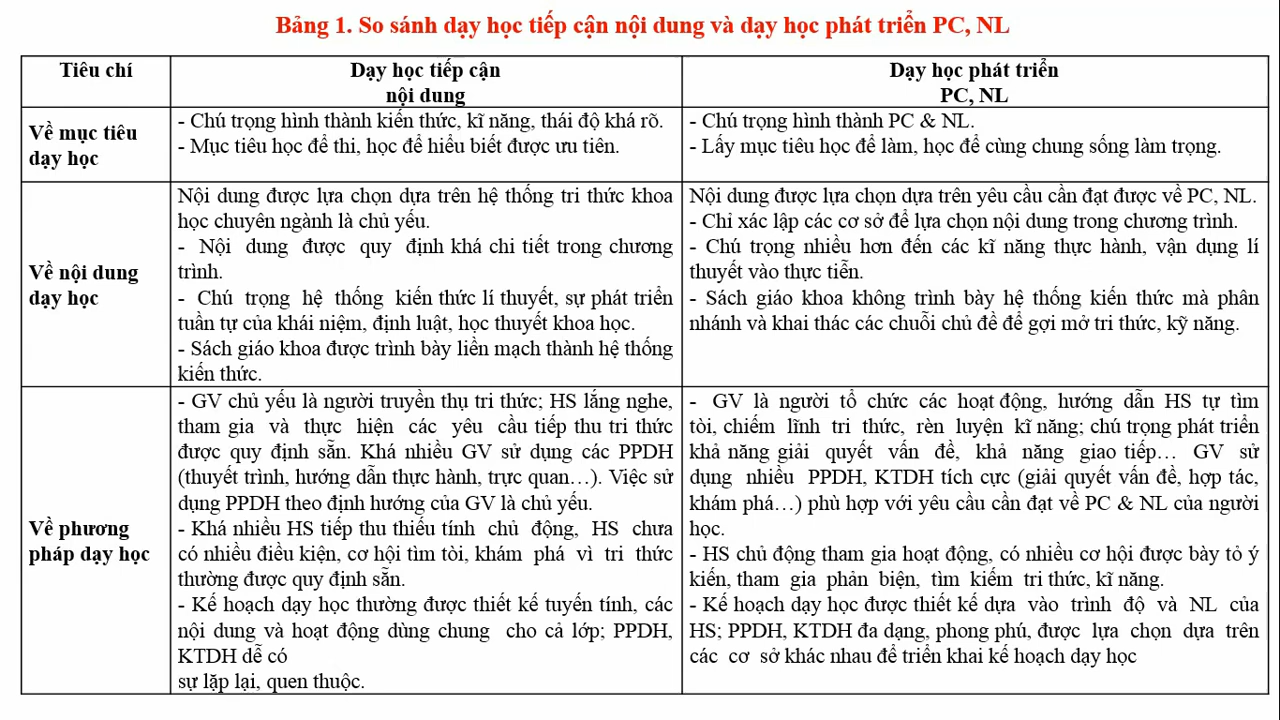 Bảng 1. So sánh dạy học tiếp cận nội dung và dạy học phát triển PC, NL
Tiêu chí
Dạy học tiếp cận
nội dung
Dạy học phát triển
PC, NL
Về mục tiêu
dạy học
- Chú trọng hình thành kiến thức, kĩ năng, thái độ khá rõ.
- Mục tiêu học để thi, học để hiểu biết được ưu tiên.
- Chú trọng hình thành PC & NL.
- Lấy mục tiêu học để làm, học để cùng chung sống làm trọng.
Về nội dung
dạy học
Nội dung được lựa chọn dựa trên hệ thống tri thức khoa
học chuyên ngành là chủ yếu.
- Nội dung được quy định khá chi tiết trong chương
trình.
- Chú trọng hệ thống kiến thức lí thuyết, sự phát triển
tuần tự của khái niệm, định luật, học thuyết khoa học.
- Sách giáo khoa được trình bày liền mạch thành hệ thống
kiến thức.
Nội dung được lựa chọn dựa trên yêu cầu cần đạt được về PC, NL.
- Chỉ xác lập các cơ sở để lựa chọn nội dung trong chương trình.
- Chú trọng nhiều hơn đến các kĩ năng thực hành, vận dụng lí
thuyết vào thực tiễn.
- Sách giáo khoa không trình bày hệ thống kiến thức mà phân
nhánh và khai thác các chuỗi chủ đề để gợi mở tri thức, kỹ năng.
Về phương
pháp dạy học
- GV chủ yếu là người truyền thụ tri thức; HS lắng nghe,
tham gia và thực hiện các yêu cầu tiếp thu tri thức
được quy định sẵn. Khá nhiều GV sử dụng các PPDH
(thuyết trình, hướng dẫn thực hành, trực quan…). Việc sử
dụng PPDH theo định hướng của GV là chủ yếu.
- Khá nhiều HS tiếp thu thiếu tính chủ động, HS chưa
có nhiều điều kiện, cơ hội tìm tòi, khám phá vì tri thức
thường được quy định sẵn.
- Kế hoạch dạy học thường được thiết kế tuyến tính, các
nội dung và hoạt động dùng chung cho cả lớp; PPDH,
KTDH dễ có
sự lặp lại, quen thuộc.
- GV là người tổ chức các hoạt động, hướng dẫn HS tự tìm
tòi, chiếm lĩnh tri thức, rèn luyện kĩ năng; chú trọng phát triển
khả năng giải quyết vấn đề, khả năng giao tiếp… GV sử
dụng nhiều PPDH, KTDH tích cực (giải quyết vấn đề, hợp tác,
khám phá…) phù hợp với yêu cầu cần đạt về PC & NL của người
học.
- HS chủ động tham gia hoạt động, có nhiều cơ hội được bày tỏ ý
kiến, tham gia phản biện, tìm kiếm tri thức, kĩ năng.
- Kế hoạch dạy học được thiết kế dựa vào trình độ và NL của
HS; PPDH, KTDH đa dạng, phong phú, được lựa chọn dựa trên
các cơ sở khác nhau để triển khai kế hoạch dạy học